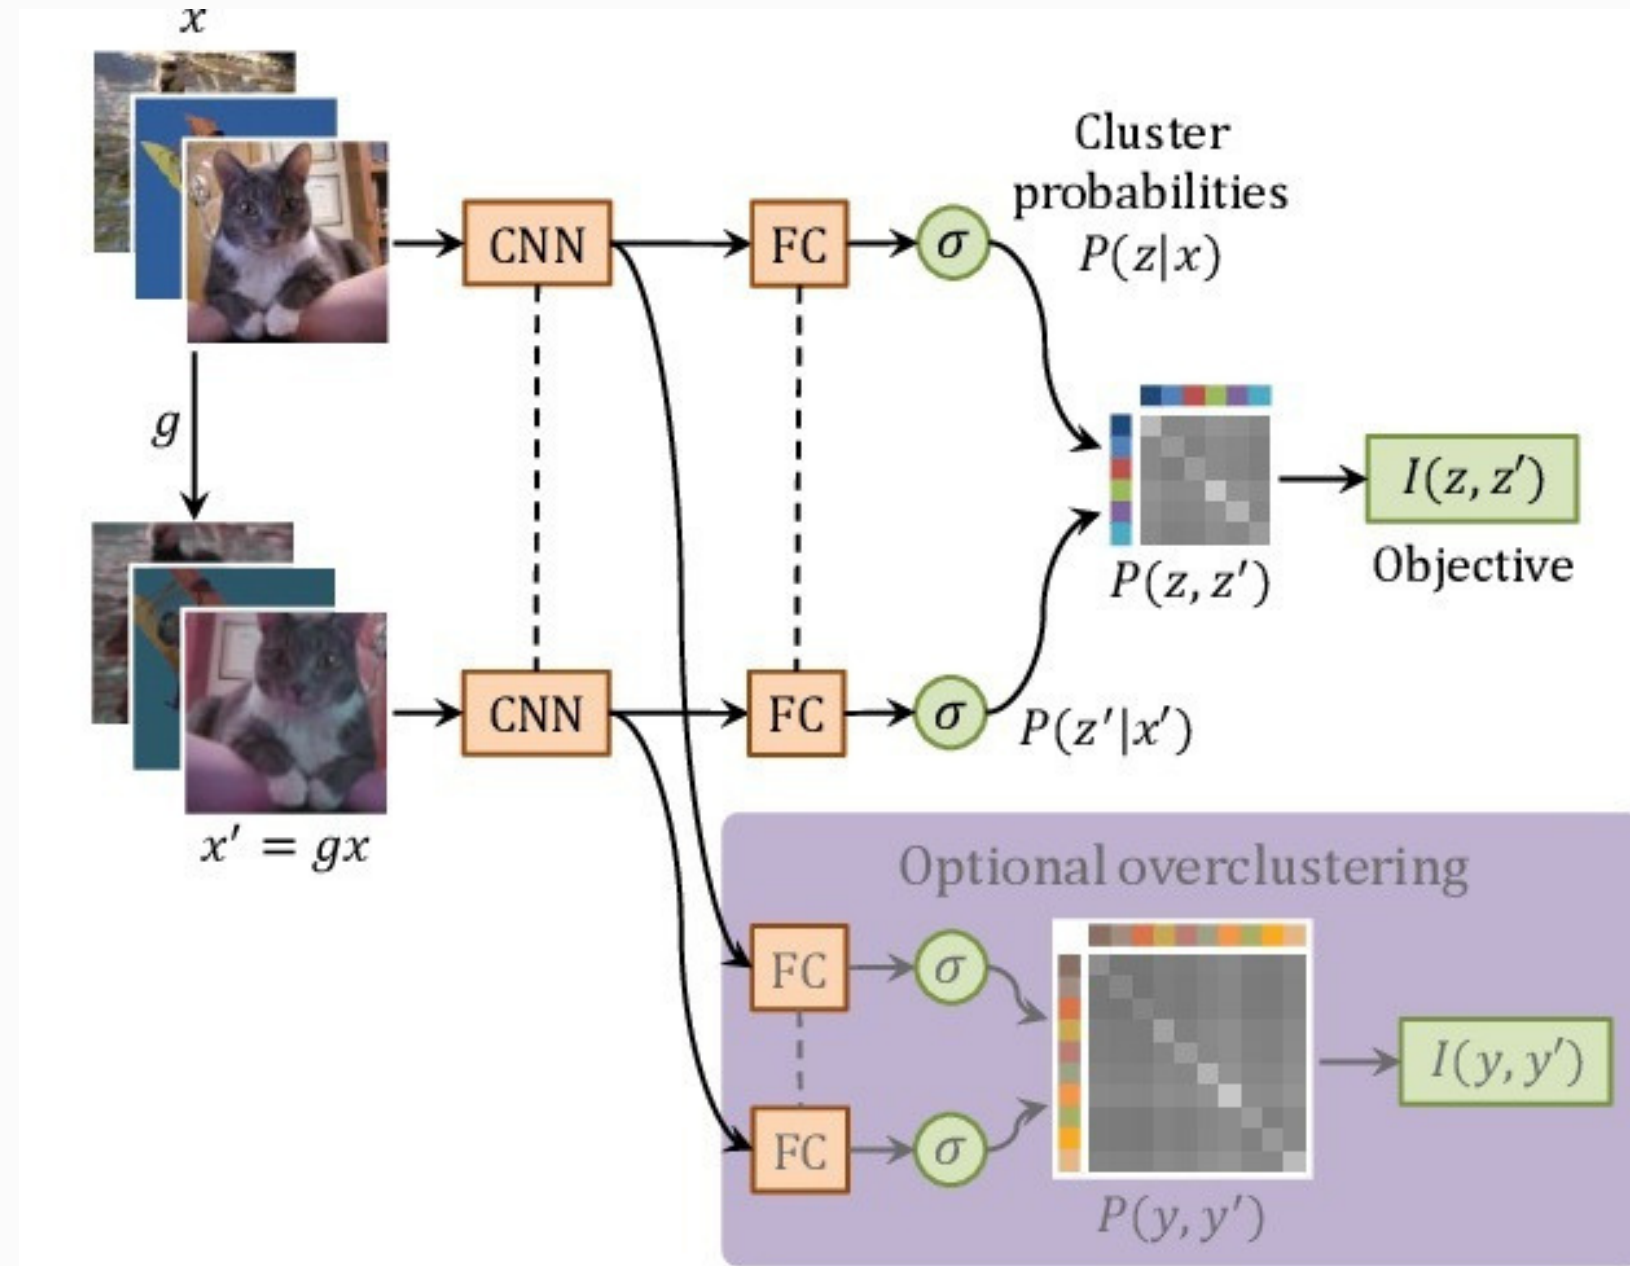 x
Cluster
probabilities
P(z|x)
CNN
FC
σ
g
I(z, z′)
Objective
P(z, z′)
CNN
FC
σ
P(z′|x′)
x′ = gx
Optional overclustering
FC
σ
I(y, y′)
FC
σ
P(y, y′)